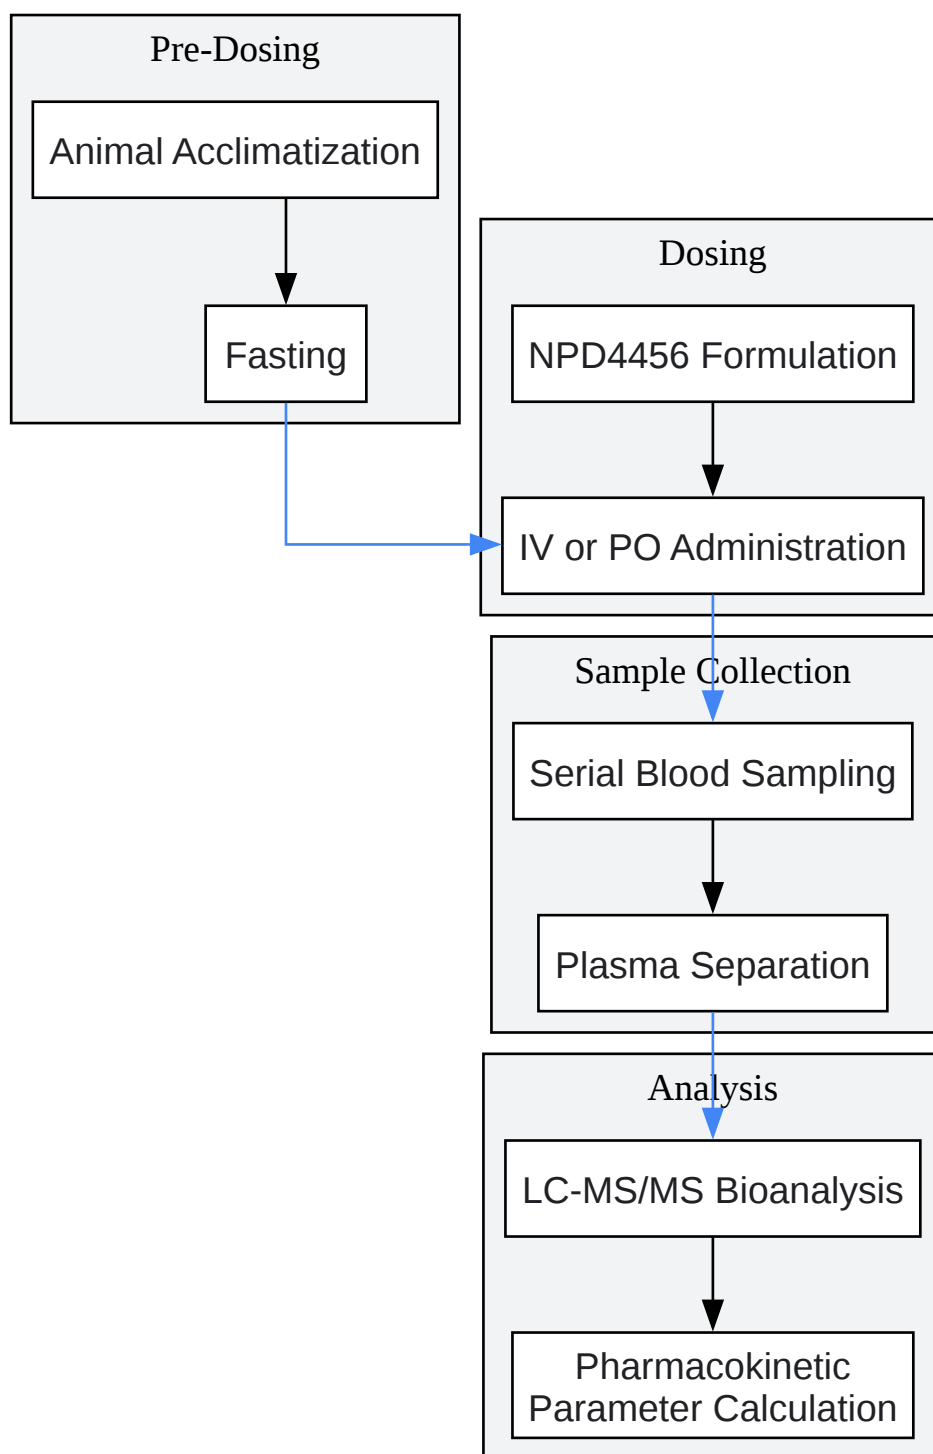 Pre-Dosing
Animal Acclimatization
Fasting
Dosing
NPD4456 Formulation
IV or PO Administration
Sample Collection
Serial Blood Sampling
Plasma Separation
Analysis
LC-MS/MS Bioanalysis
Pharmacokinetic
Parameter Calculation